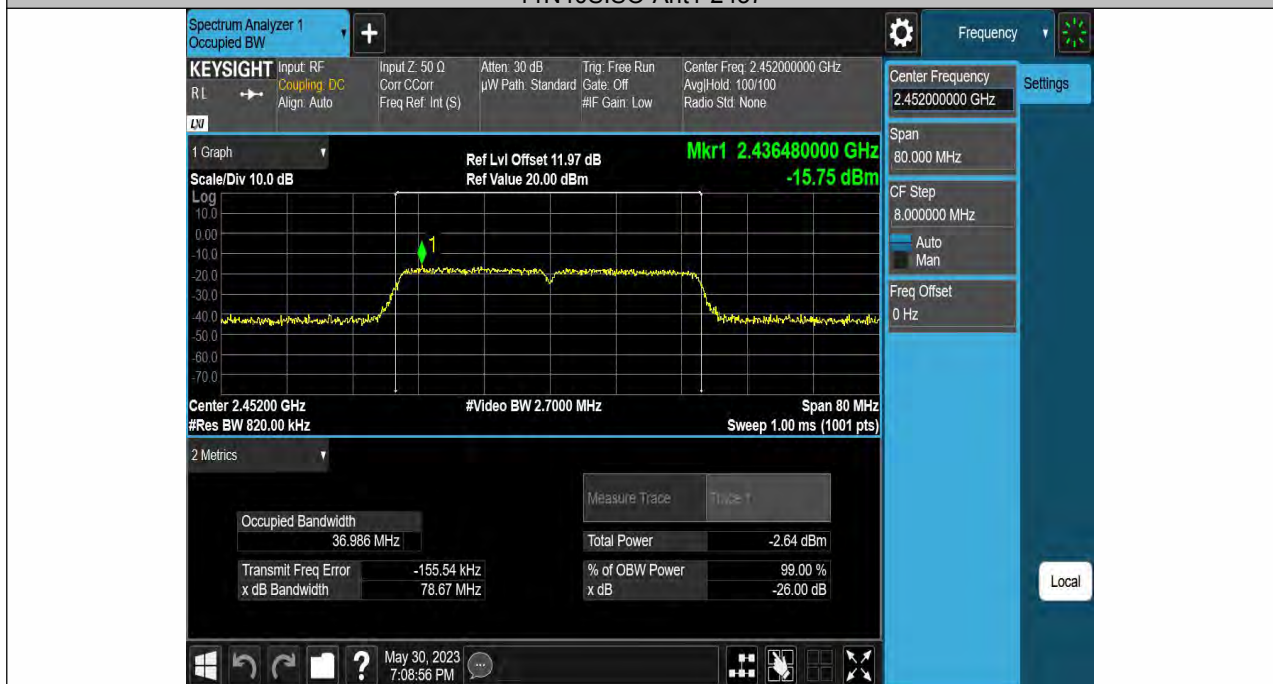 Spectrum Analyzer 1
Occupied BW
+
Frequency
KEYSIGHT
RL
LXI
Input: RF
Coupling: DC
Align: Auto
Input Z: 50 Ω
Corr CCorr
Freq Ref: Int (S)
Atten: 30 dB
µW Path: Standard
Trig: Free Run
Gate: Off
#IF Gain: Low
Center Freq: 2.452000000 GHz
Avg|Hold: 100/100
Radio Std: None
Center Frequency
2.452000000 GHz
Settings
Span
80.000 MHz
CF Step
8.000000 MHz
Auto
Man
Freq Offset
0 Hz
Local
1 Graph
Scale/Div 10.0 dB
Ref Lvl Offset 11.97 dB
Ref Value 20.00 dBm
Mkr1 2.436480000 GHz
-15.75 dBm
Log
10.0
0.00
-10.0
-20.0
-30.0
-40.0
-50.0
-60.0
-70.0
1
Center 2.45200 GHz
#Res BW 820.00 kHz
#Video BW 2.7000 MHz
Span 80 MHz
Sweep 1.00 ms (1001 pts)
2 Metrics
Measure Trace
Trace 1
Occupied Bandwidth
36.986 MHz
Total Power
-2.64 dBm
Transmit Freq Error
-155.54 kHz
% of OBW Power
99.00 %
x dB Bandwidth
78.67 MHz
x dB
-26.00 dB
?
May 30, 2023
7:08:56 PM